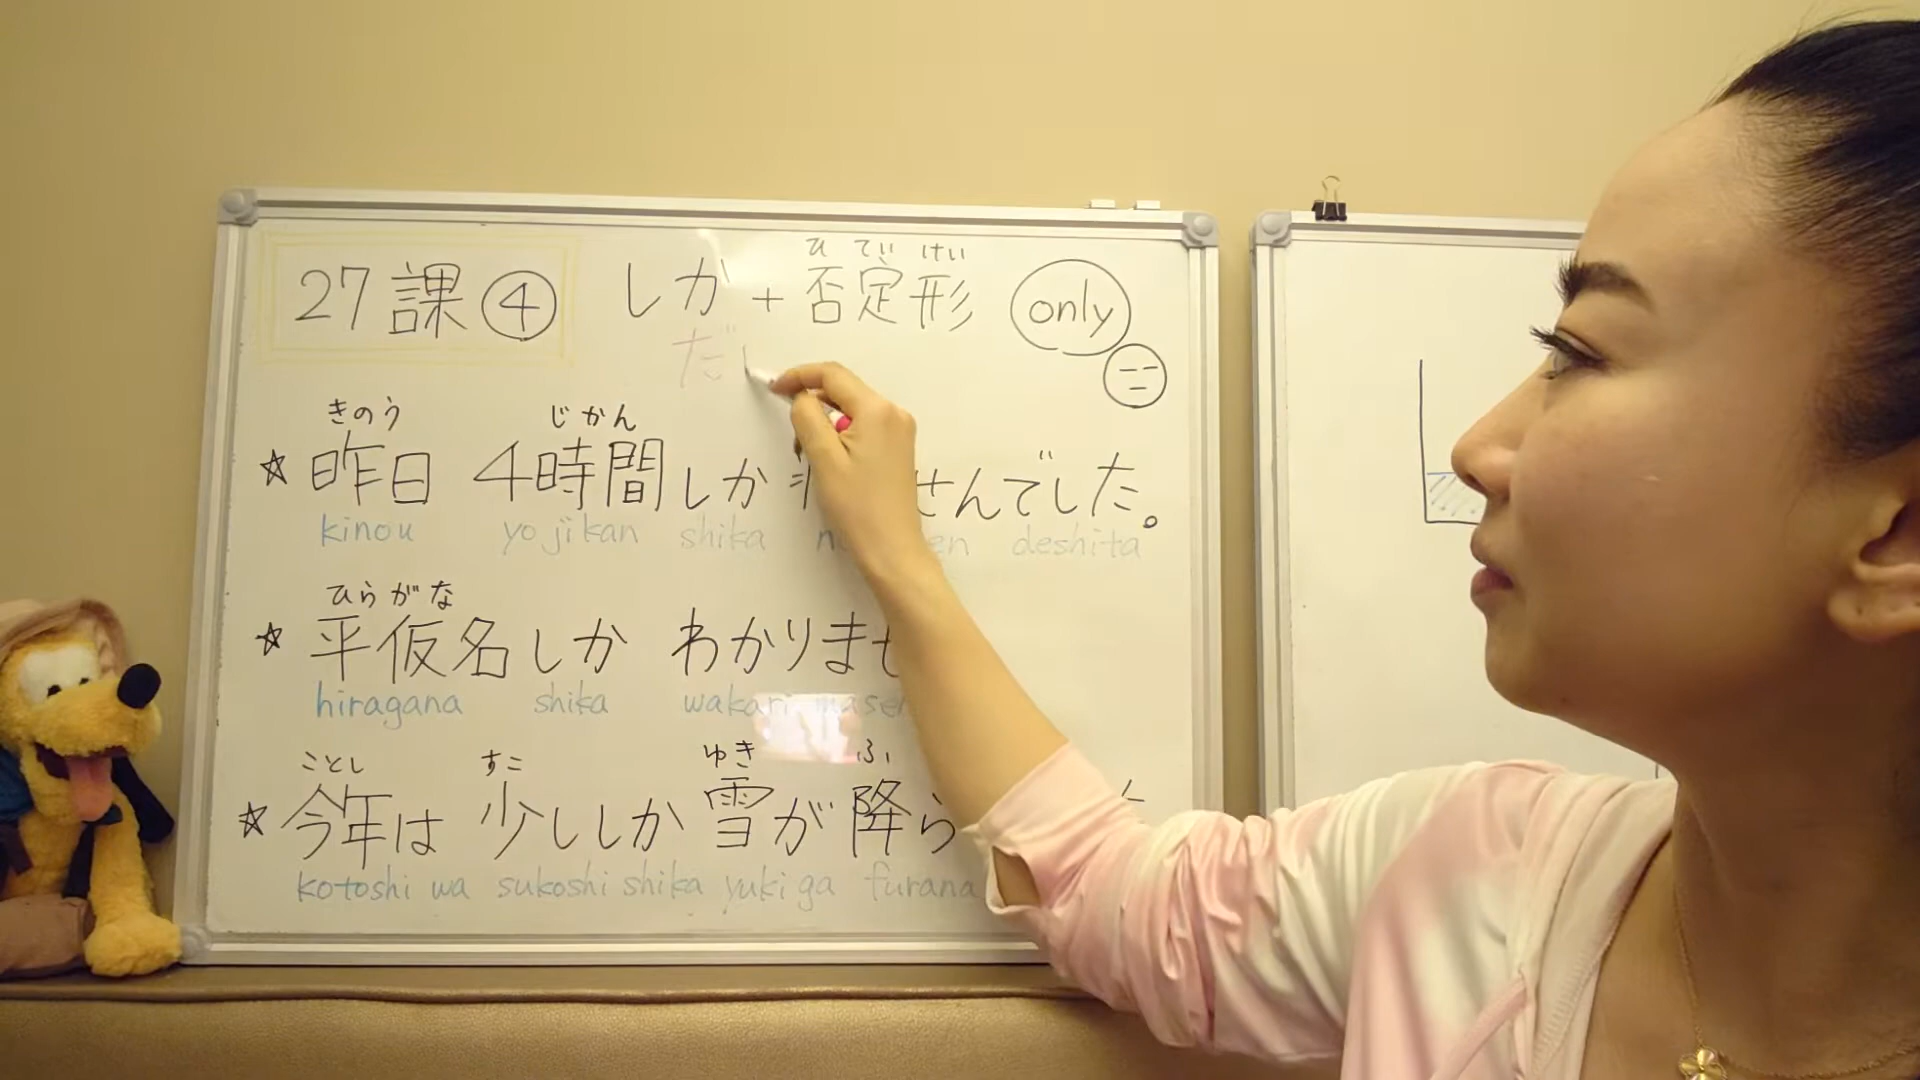 ひ てい けい
27課④ しか + 否定形 only
だ
きのう じかん
☆ 昨日 4時間しか せんでした。
kinou yojikan shika en deshita
ひらがな
☆ 平仮名しか わかりませ
hiragana shika wakari masen
ことし すこ ゆき ふ
☆ 今年は 少ししか 雪が 降ら
kotoshi wa sukoshi shika yuki ga furana